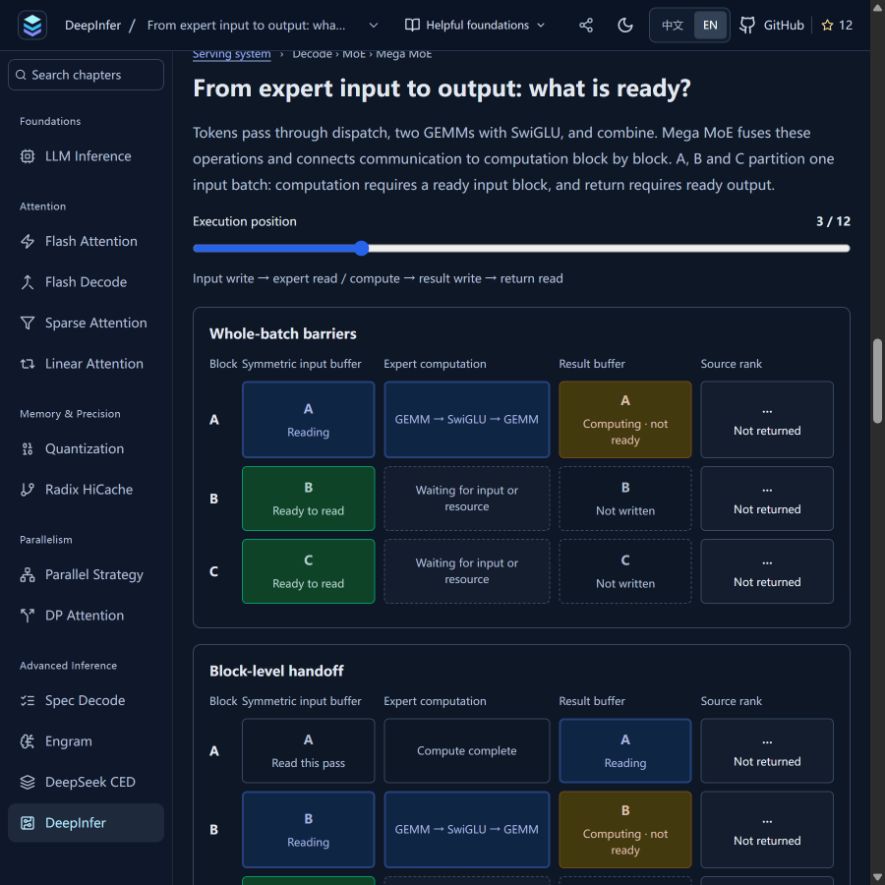 DeepInfer / From expert input to output: wha...
Helpful foundations
中文 EN
GitHub
12
Search chapters
Foundations
LLM Inference
Attention
Flash Attention
Flash Decode
Sparse Attention
Linear Attention
Memory & Precision
Quantization
Radix HiCache
Parallelism
Parallel Strategy
DP Attention
Advanced Inference
Spec Decode
Engram
DeepSeek CED
DeepInfer
Serving system › Decode › MoE › Mega MoE
From expert input to output: what is ready?
Tokens pass through dispatch, two GEMMs with SwiGLU, and combine. Mega MoE fuses these
operations and connects communication to computation block by block. A, B and C partition one
input batch: computation requires a ready input block, and return requires ready output.
Execution position 3 / 12
Input write → expert read / compute → result write → return read
Whole-batch barriers
Block Symmetric input buffer Expert computation Result buffer Source rank
A
A
Reading
GEMM → SwiGLU → GEMM
A
Computing · not
ready
...
Not returned
B
B
Ready to read
Waiting for input or
resource
B
Not written
...
Not returned
C
C
Ready to read
Waiting for input or
resource
C
Not written
...
Not returned
Block-level handoff
Block Symmetric input buffer Expert computation Result buffer Source rank
A
A
Read this pass
Compute complete
A
Reading
...
Not returned
B
B
Reading
GEMM → SwiGLU → GEMM
B
Computing · not
ready
...
Not returned